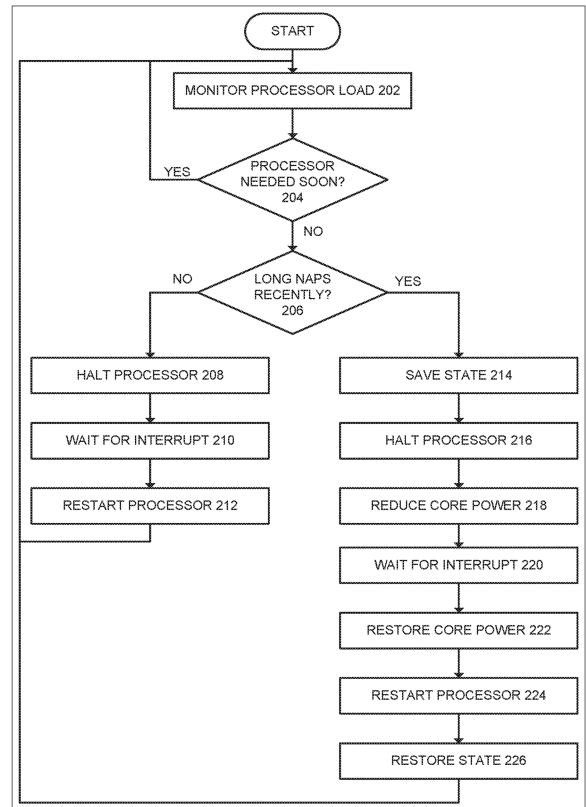 START
MONITOR PROCESSOR LOAD 202
PROCESSOR
NEEDED SOON?
204
YES
NO
LONG NAPS
RECENTLY?
206
NO
YES
HALT PROCESSOR 208
WAIT FOR INTERRUPT 210
RESTART PROCESSOR 212
SAVE STATE 214
HALT PROCESSOR 216
REDUCE CORE POWER 218
WAIT FOR INTERRUPT 220
RESTORE CORE POWER 222
RESTART PROCESSOR 224
RESTORE STATE 226